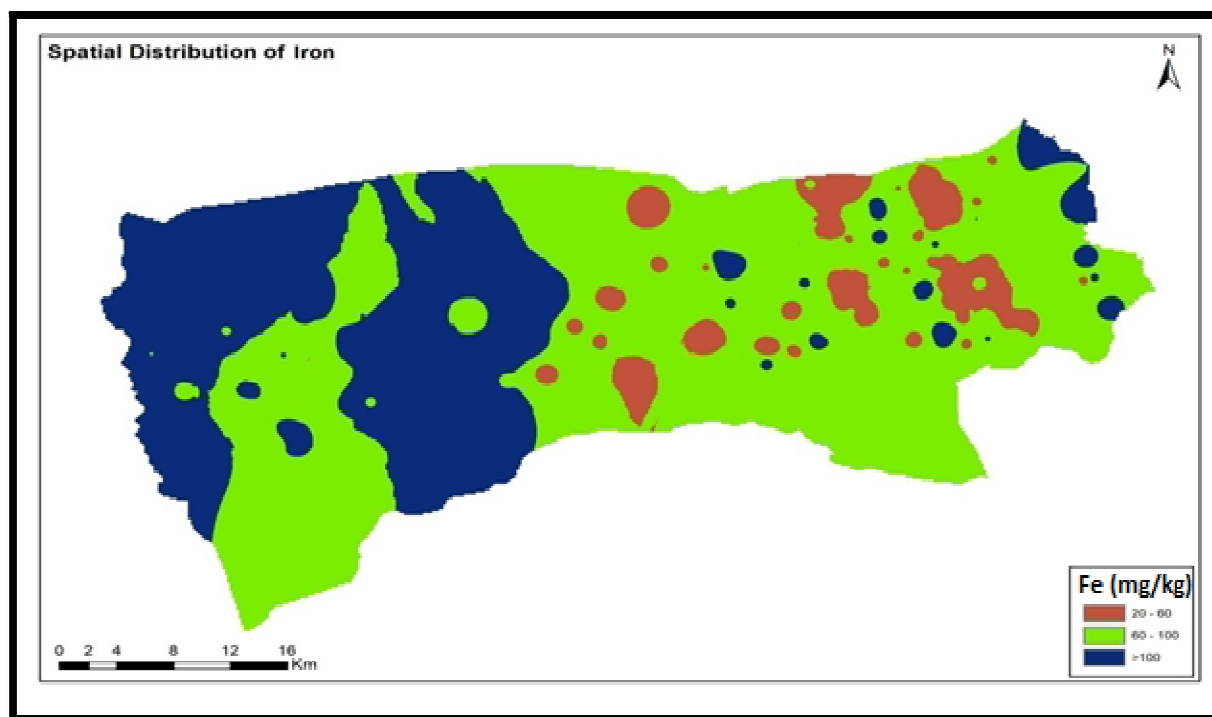 Spatial Distribution of Iron
N
Fe (mg/kg)
20 - 60
60 - 100
>100
0 2 4 8 12 16
Km